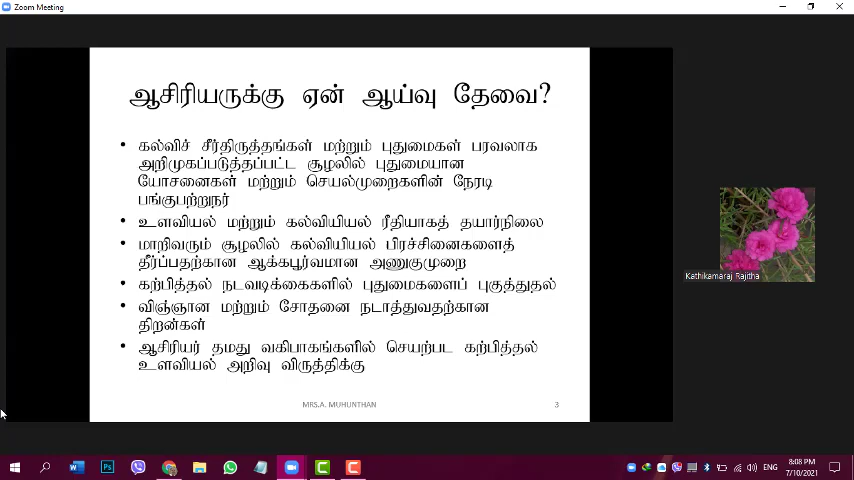 Zoom Meeting
ஆசிரியருக்கு ஏன் ஆய்வு தேவை?
• கல்விச் சீர்திருத்தங்கள் மற்றும் புதுமைகள் பரவலாக
அறிமுகப்படுத்தப்பட்ட சூழலில் புதுமையான
யோசனைகள் மற்றும் செயல்முறைகளின் நேரடி
பங்குபற்றுநர்
• உளவியல் மற்றும் கல்வியியல் ரீதியாகத் தயார்நிலை
• மாறிவரும் சூழலில் கல்வியியல் பிரச்சினைகளைத்
தீர்ப்பதற்கான ஆக்கபூர்வமான அணுகுமுறை
• கற்பித்தல் நடவடிக்கைகளில் புதுமைகளைப் புகுத்துதல்
• விஞ்ஞான மற்றும் சோதனை நடாத்துவதற்கான
திறன்கள்
• ஆசிரியர் தமது வகிபாகங்களில் செயற்பட கற்பித்தல்
உளவியல் அறிவு விருத்திக்கு
MRS.A. MUHUNTHAN
3
Kathikamaraj Rajitha
ENG
8:08 PM
7/10/2021